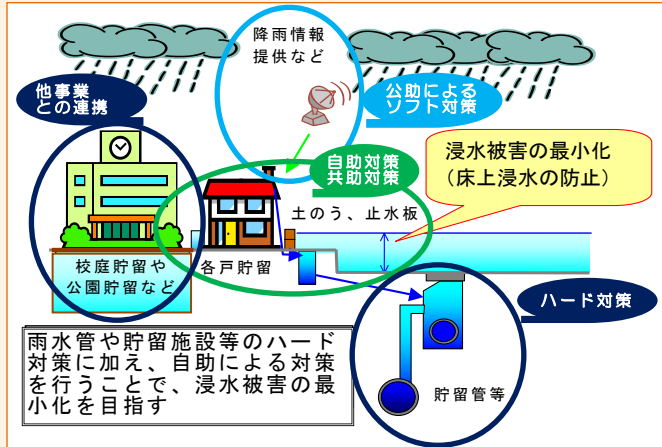 降雨情報
提供など
他事業
との連携
公助による
ソフト対策
自助対策
共助対策
浸水被害の最小化
（床上浸水の防止）
土のう、止水板
校庭貯留や
公園貯留など
各戸貯留
ハード対策
貯留管等
雨水管や貯留施設等のハード
対策に加え、自助による対策
を行うことで、浸水被害の最
小化を目指す